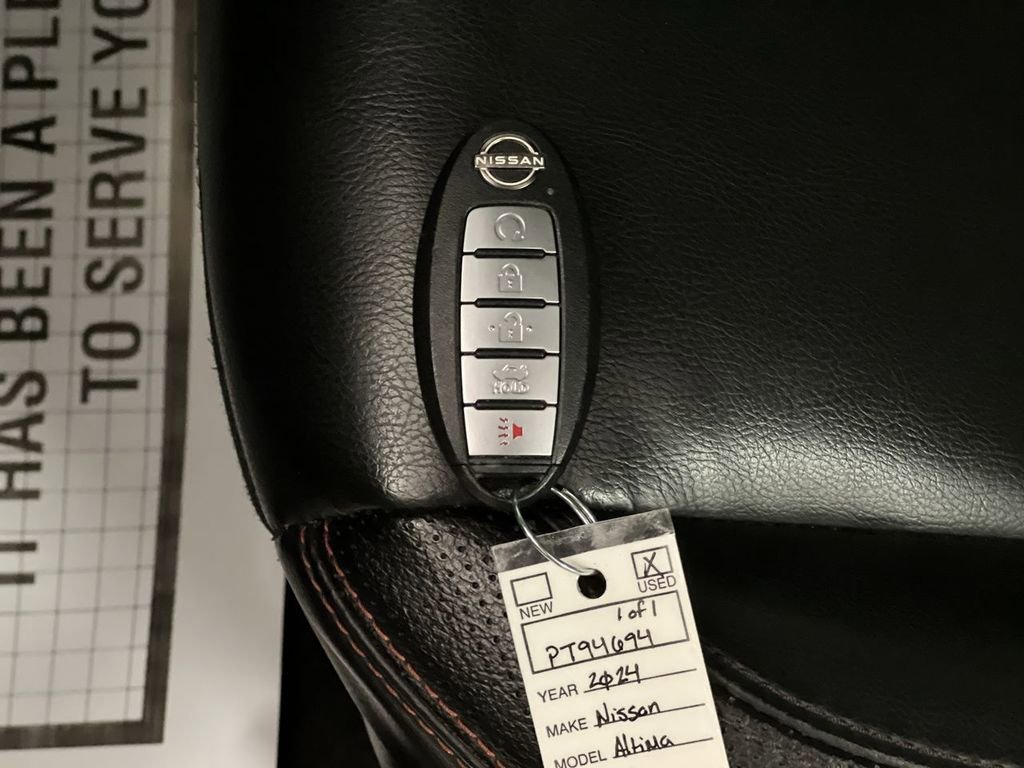 IT HAS BEEN A PLE
TO SERVE YO
NISSAN
HOLD
NEW
X
USED
1 of 1
PT94694
YEAR 2024
MAKE Nissan
MODEL Altima